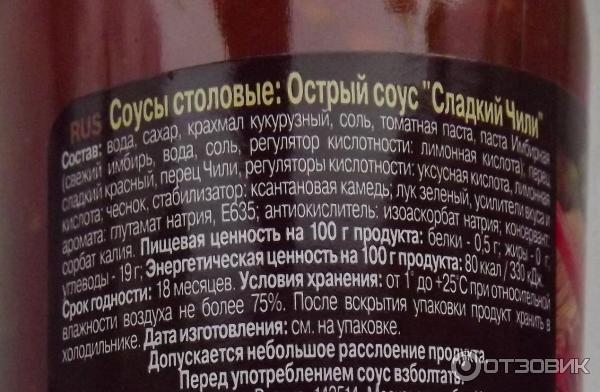 RUS Соусы столовые: Острый соус "Сладкий Чили"
Состав: вода, сахар, крахмал кукурузный, соль, томатная паста, паста Имбирная
(свежий имбирь, вода, соль, регулятор кислотности: лимонная кислота), перец
сладкий красный, перец Чили, регуляторы кислотности: уксусная кислота, лимонная
кислота; чеснок, стабилизатор: ксантановая камедь; лук зеленый, усилители вкуса и
аромата: глутамат натрия, Е635; антиокислитель: изоаскорбат натрия; консервант:
сорбат калия. Пищевая ценность на 100 г продукта: белки - 0,5 г; жиры - 0 г;
углеводы - 19 г; Энергетическая ценность на 100 г продукта: 80 ккал / 330 кДж.
Срок годности: 18 месяцев. Условия хранения: от 1° до +25°С при относительной
влажности воздуха не более 75%. После вскрытия упаковки продукт хранить в
холодильнике. Дата изготовления: см. на упаковке.
Допускается небольшое расслоение продукта.
Перед употреблением соус взболтать.
ОТЗОВИК